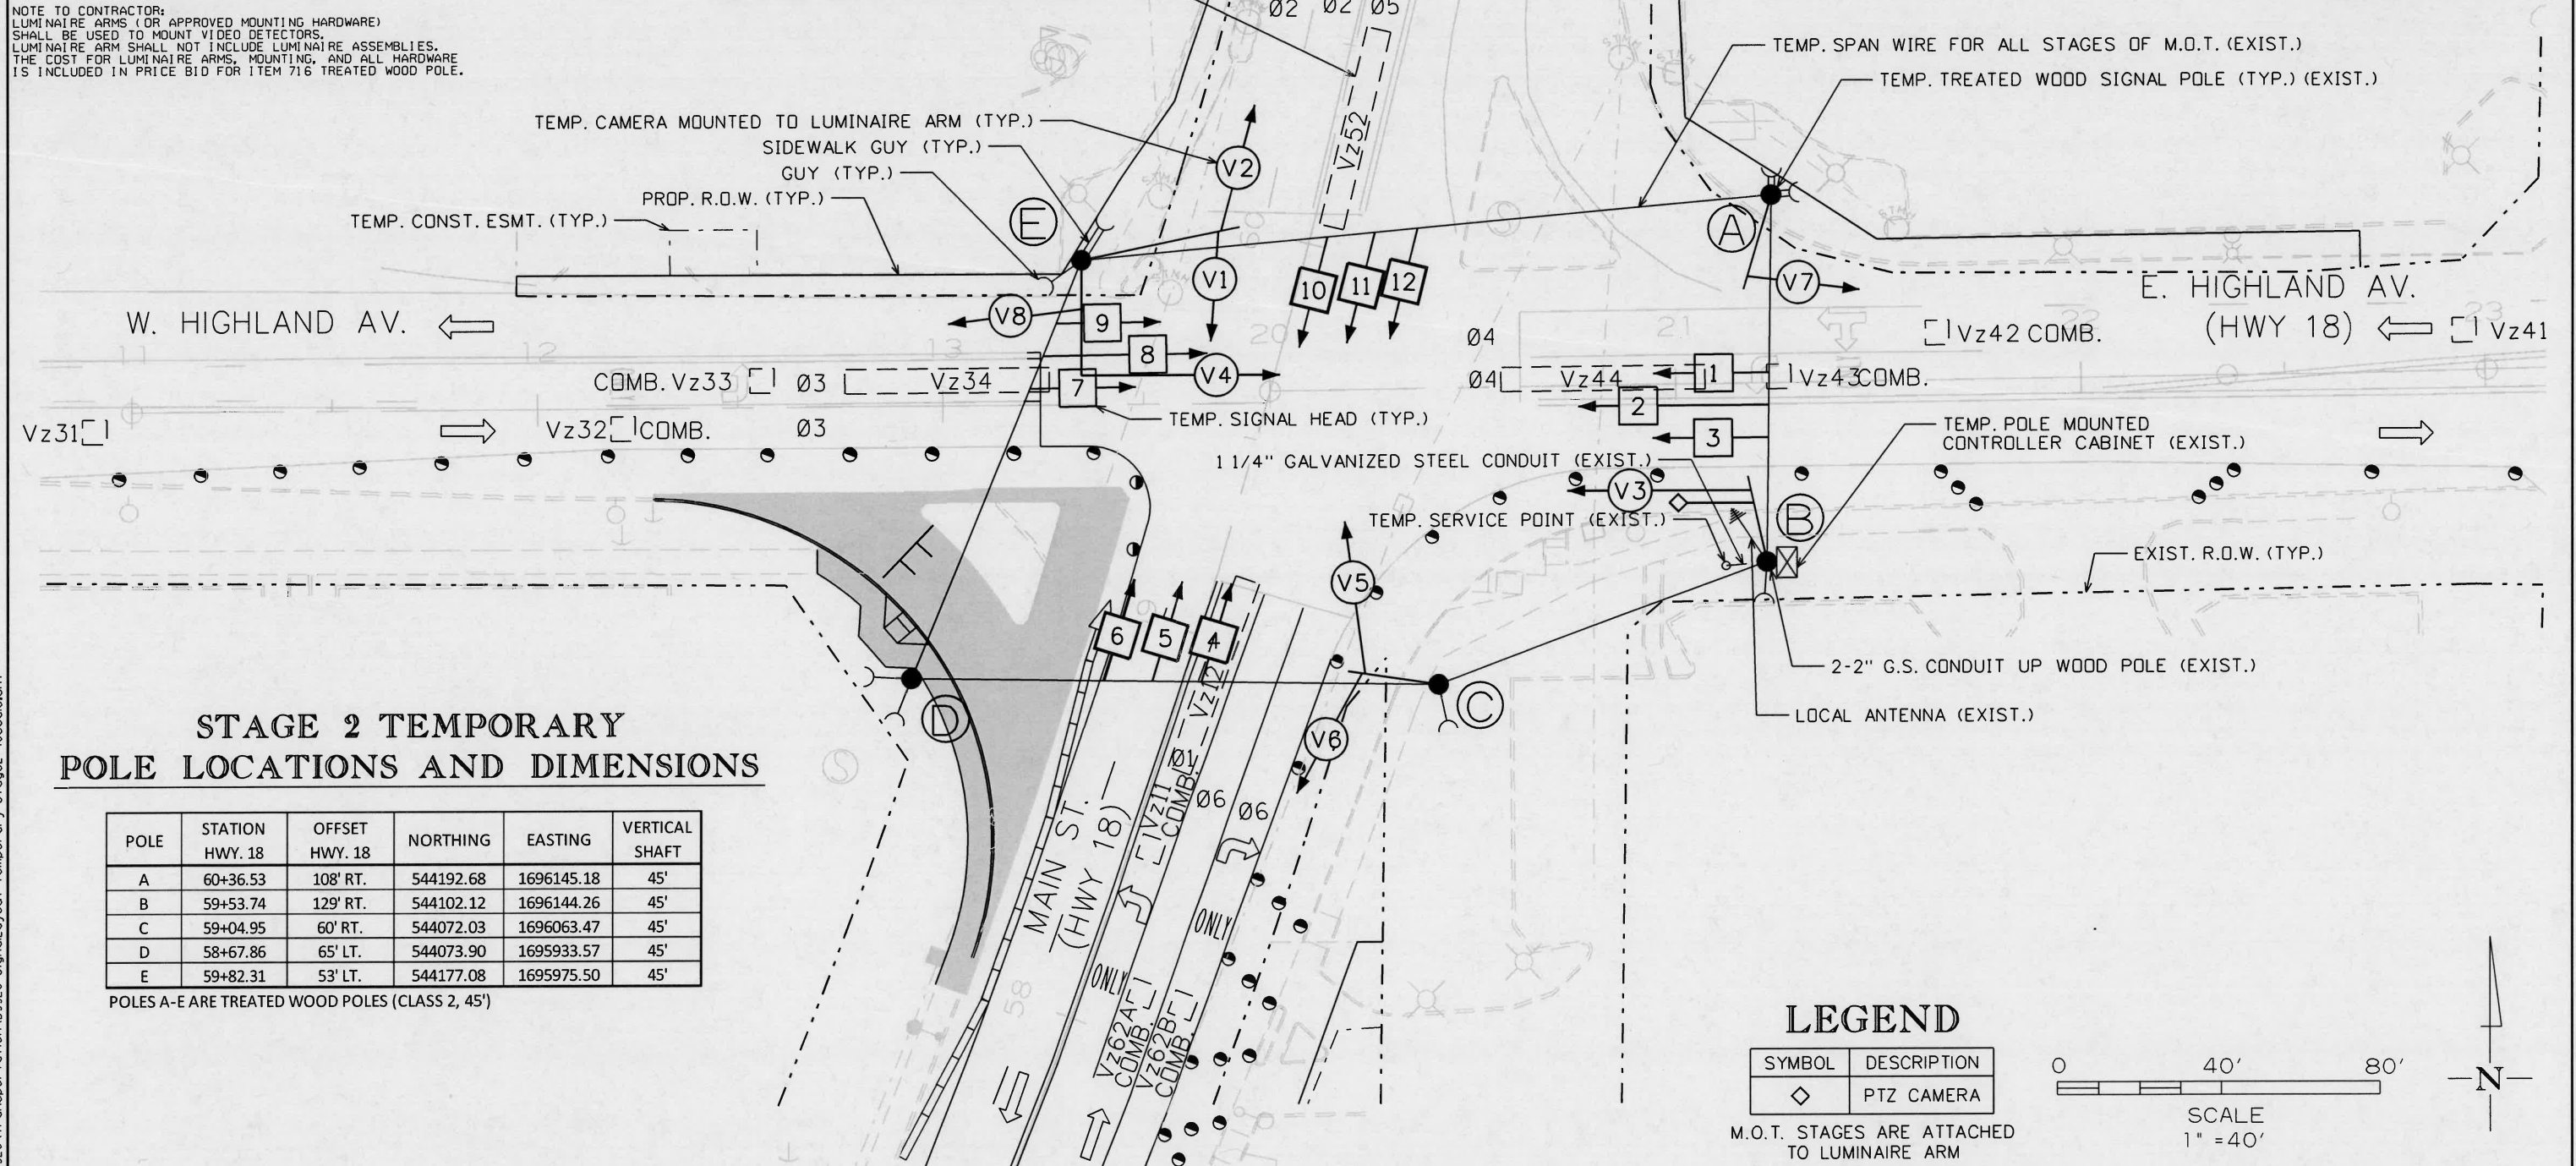 NOTE TO CONTRACTOR:
LUMINAIRE ARMS (OR APPROVED MOUNTING HARDWARE)
SHALL BE USED TO MOUNT VIDEO DETECTORS.
LUMINAIRE ARM SHALL NOT INCLUDE LUMINAIRE ASSEMBLIES.
THE COST FOR LUMINAIRE ARMS, MOUNTING, AND ALL HARDWARE
IS INCLUDED IN PRICE BID FOR ITEM 716 TREATED WOOD POLE.
Ø2 Ø2 Ø5
TEMP. SPAN WIRE FOR ALL STAGES OF M.O.T. (EXIST.)
TEMP. TREATED WOOD SIGNAL POLE (TYP.) (EXIST.)
TEMP. CAMERA MOUNTED TO LUMINAIRE ARM (TYP.)
SIDEWALK GUY (TYP.)
GUY (TYP.)
PROP. R.O.W. (TYP.)
TEMP. CONST. ESMT. (TYP.)
Vz52
V2
E
A
V1
10
11
12
V7
E. HIGHLAND AV.
(HWY 18)
W. HIGHLAND AV.
V8
9
8
V4
7
20
21
22
23
11
12
13
60
Ø4
Vz42 COMB.
Vz41
COMB. Vz33
Ø3
Vz34
Ø4
Vz44
1
Vz43 COMB.
2
3
TEMP. SIGNAL HEAD (TYP.)
Vz31
Vz32 COMB.
Ø3
TEMP. POLE MOUNTED
CONTROLLER CABINET (EXIST.)
1 1/4" GALVANIZED STEEL CONDUIT (EXIST.)
V3
TEMP. SERVICE POINT (EXIST.)
B
EXIST. R.O.W. (TYP.)
V5
6
5
4
2-2" G.S. CONDUIT UP WOOD POLE (EXIST.)
LOCAL ANTENNA (EXIST.)
C
D
V6
Vz12
Ø1
Vz11
COMB.
Ø6
Ø6
MAIN ST.
(HWY 18)
ONLY
ONLY
58
Vz62A
COMB.
Vz62B
COMB.
STAGE 2 TEMPORARY
POLE LOCATIONS AND DIMENSIONS
POLE STATION HWY. 18 OFFSET HWY. 18 NORTHING EASTING VERTICAL SHAFT
A 60+36.53 108' RT. 544192.68 1696145.18 45'
B 59+53.74 129' RT. 544102.12 1696144.26 45'
C 59+04.95 60' RT. 544072.03 1696063.47 45'
D 58+67.86 65' LT. 544073.90 1695933.57 45'
E 59+82.31 53' LT. 544177.08 1695975.50 45'
POLES A-E ARE TREATED WOOD POLES (CLASS 2, 45')
LEGEND
SYMBOL DESCRIPTION
PTZ CAMERA
M.O.T. STAGES ARE ATTACHED
TO LUMINAIRE ARM
0 40' 80'
SCALE
1" =40'
N